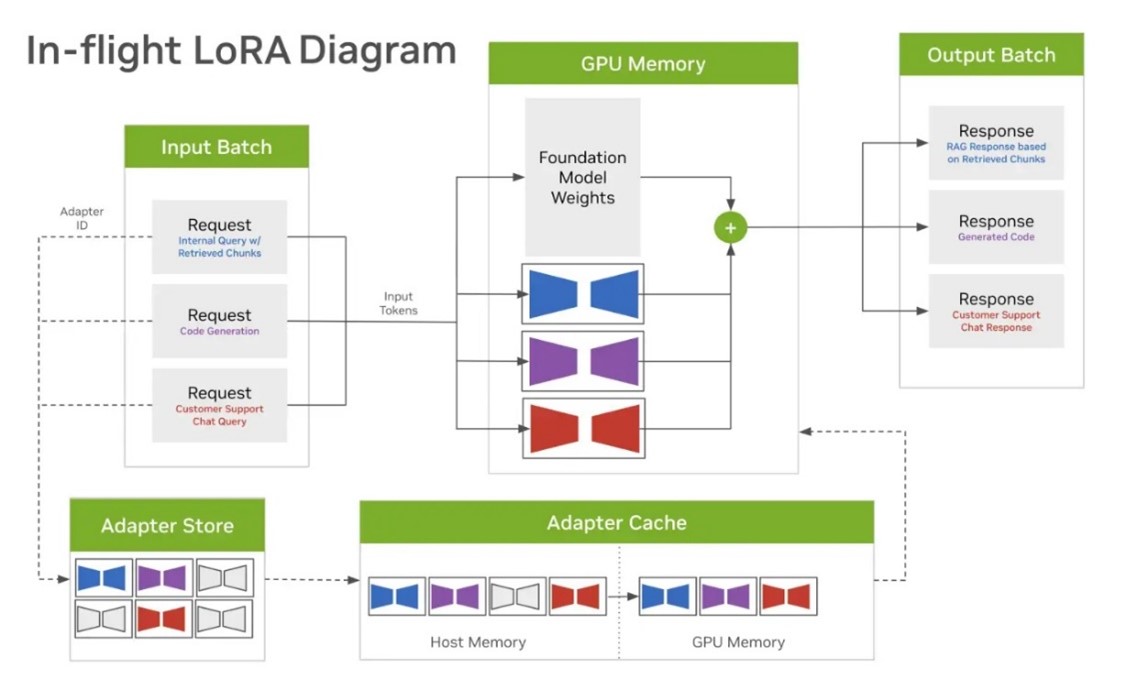 In-flight LoRA Diagram
Input Batch
Adapter
ID
Request
Internal Query w/
Retrieved Chunks
Request
Code Generation
Request
Customer Support
Chat Query
Input
Tokens
GPU Memory
Foundation
Model
Weights
+
Output Batch
Response
RAG Response based
on Retrieved Chunks
Response
Generated Code
Response
Customer Support
Chat Response
Adapter Store
Adapter Cache
Host Memory
GPU Memory